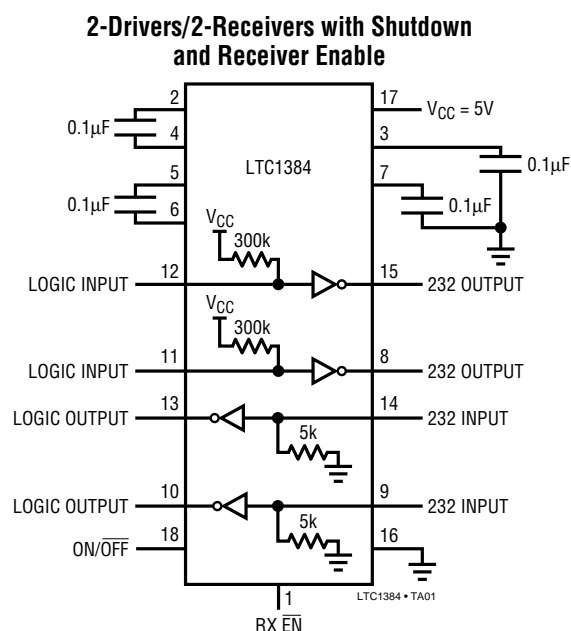 2-Drivers/2-Receivers with Shutdown
and Receiver Enable
2
17
V_CC = 5V
0.1µF
4
3
LTC1384
0.1µF
5
7
0.1µF
6
0.1µF
V_CC
300k
LOGIC INPUT
12
15
232 OUTPUT
V_CC
300k
LOGIC INPUT
11
8
232 OUTPUT
LOGIC OUTPUT
13
14
232 INPUT
5k
LOGIC OUTPUT
10
9
232 INPUT
5k
ON/O̅F̅F̅
18
16
1
LTC1384 • TA01
RX E̅N̅